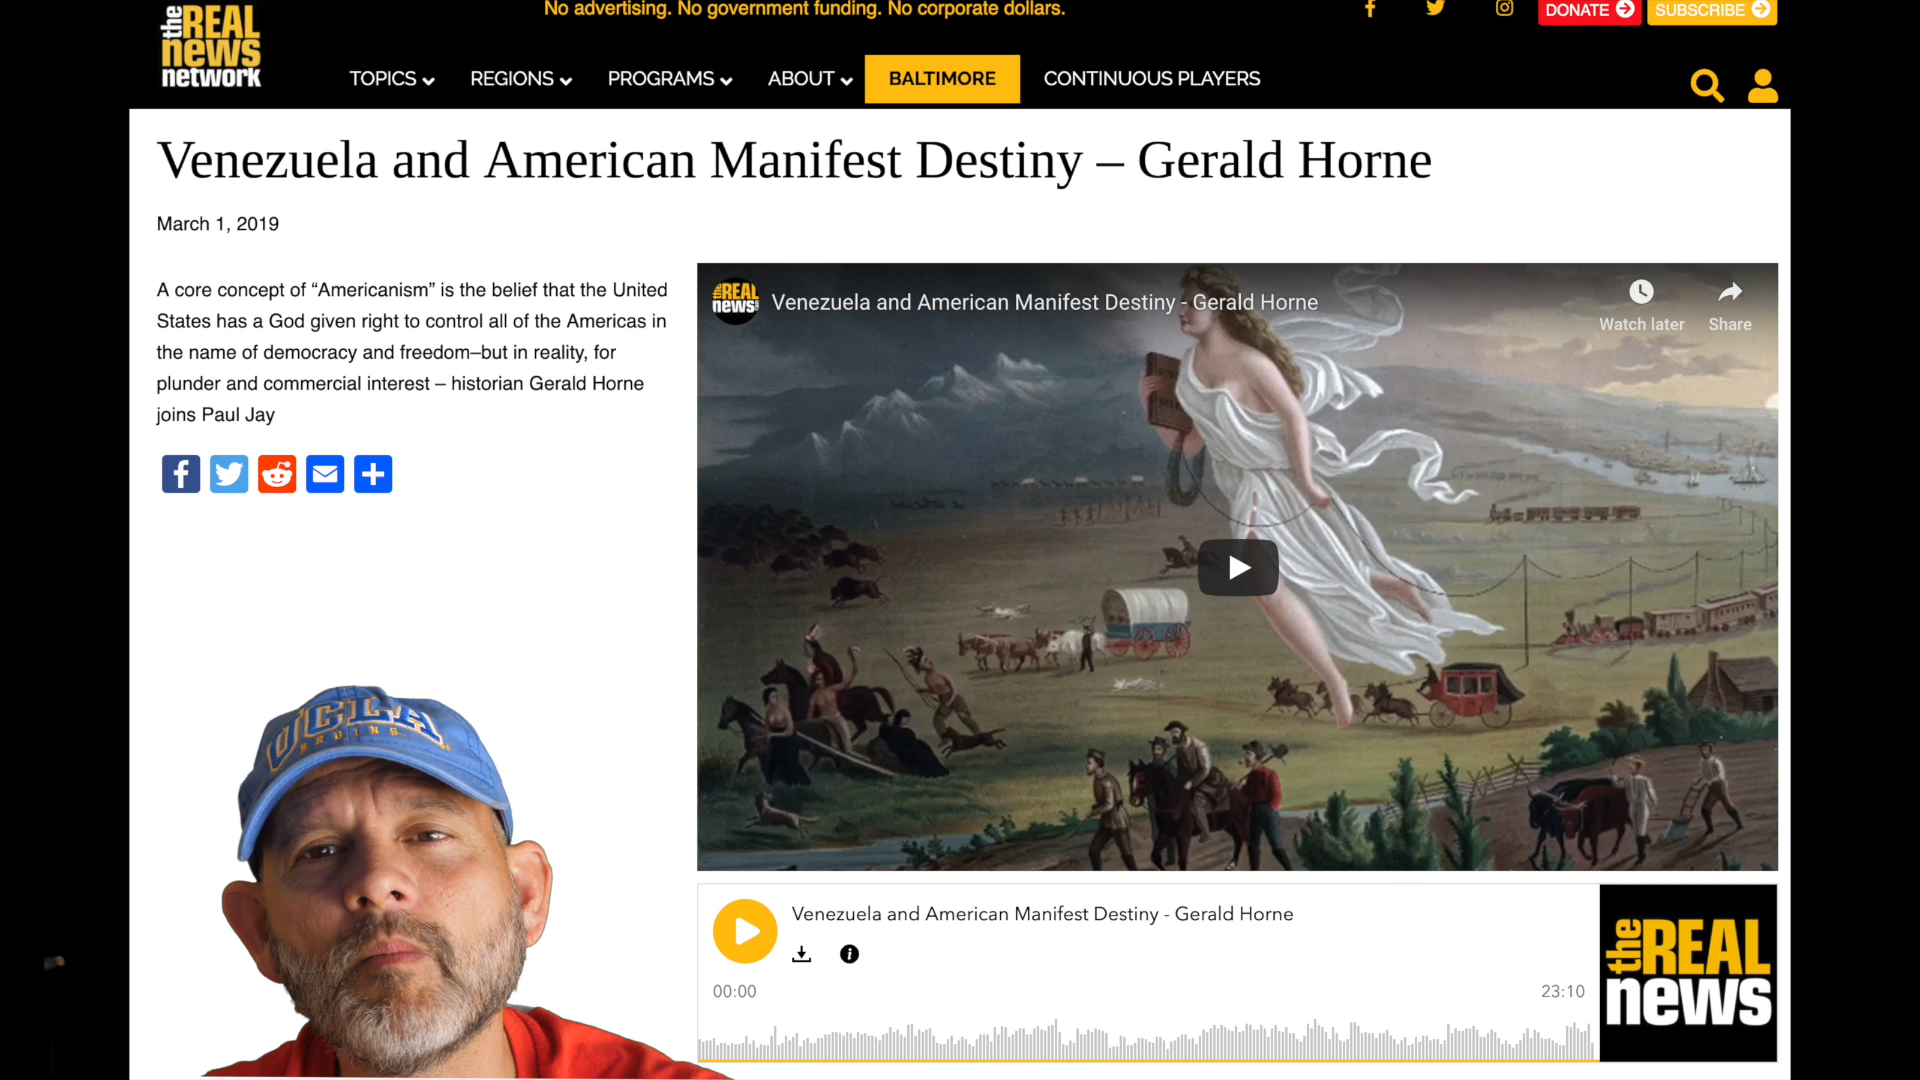 No advertising. No government funding. No corporate dollars.
DONATE
SUBSCRIBE
the REAL
news
network
TOPICS
REGIONS
PROGRAMS
ABOUT
BALTIMORE
CONTINUOUS PLAYERS
Venezuela and American Manifest Destiny – Gerald Horne
March 1, 2019
A core concept of “Americanism” is the belief that the United
States has a God given right to control all of the Americas in
the name of democracy and freedom–but in reality, for
plunder and commercial interest – historian Gerald Horne
joins Paul Jay
the REAL
news
Venezuela and American Manifest Destiny - Gerald Horne
Watch later
Share
UCLA
BRUINS
Venezuela and American Manifest Destiny - Gerald Horne
00:00
23:10
the REAL
news